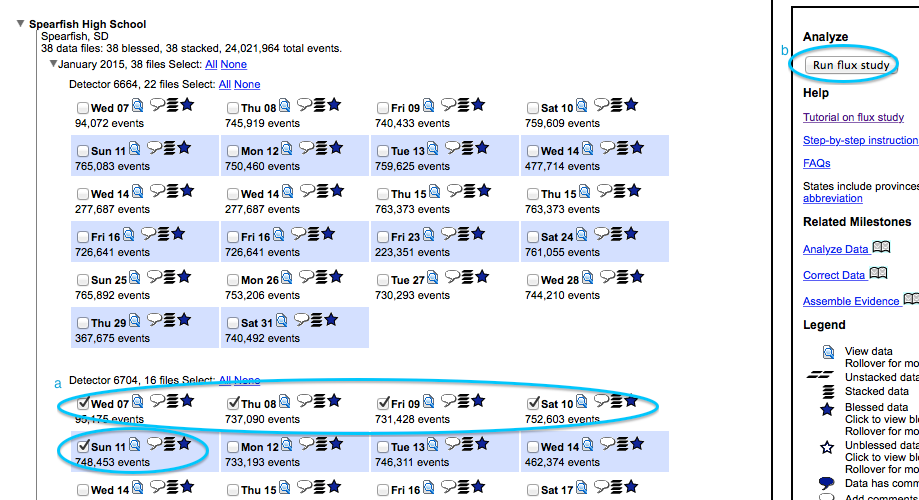 Spearfish High School
Spearfish, SD
38 data files: 38 blessed, 38 stacked, 24,021,964 total events.
January 2015, 38 files Select: All None
Detector 6664, 22 files Select: All None
Wed 07 Thu 08 Fri 09 Sat 10
94,072 events 745,919 events 740,433 events 759,609 events
Sun 11 Mon 12 Tue 13 Wed 14
765,083 events 750,460 events 759,625 events 477,714 events
Wed 14 Wed 14 Thu 15 Thu 15
277,687 events 277,687 events 763,373 events 763,373 events
Fri 16 Fri 16 Fri 23 Sat 24
726,641 events 726,641 events 223,351 events 761,055 events
Sun 25 Mon 26 Tue 27 Wed 28
765,892 events 753,206 events 730,293 events 744,210 events
Thu 29 Sat 31
367,675 events 740,492 events
Detector 6704, 16 files Select: All None
a
Wed 07 Thu 08 Fri 09 Sat 10
95,175 events 737,090 events 731,428 events 752,603 events
Sun 11 Mon 12 Tue 13 Wed 14
748,453 events 733,193 events 746,311 events 462,374 events
Wed 14 Thu 15 Fri 16 Sat 17
Analyze
b
Run flux study
Help
Tutorial on flux study
Step-by-step instruction
FAQs
States include provinces
abbreviation
Related Milestones
Analyze Data
Correct Data
Assemble Evidence
Legend
View data
Rollover for mo
Unstacked data
Stacked data
Blessed data
Click to view ble
Rollover for mo
Unblessed data
Click to view ble
Rollover for mo
Data has comm
Add comments